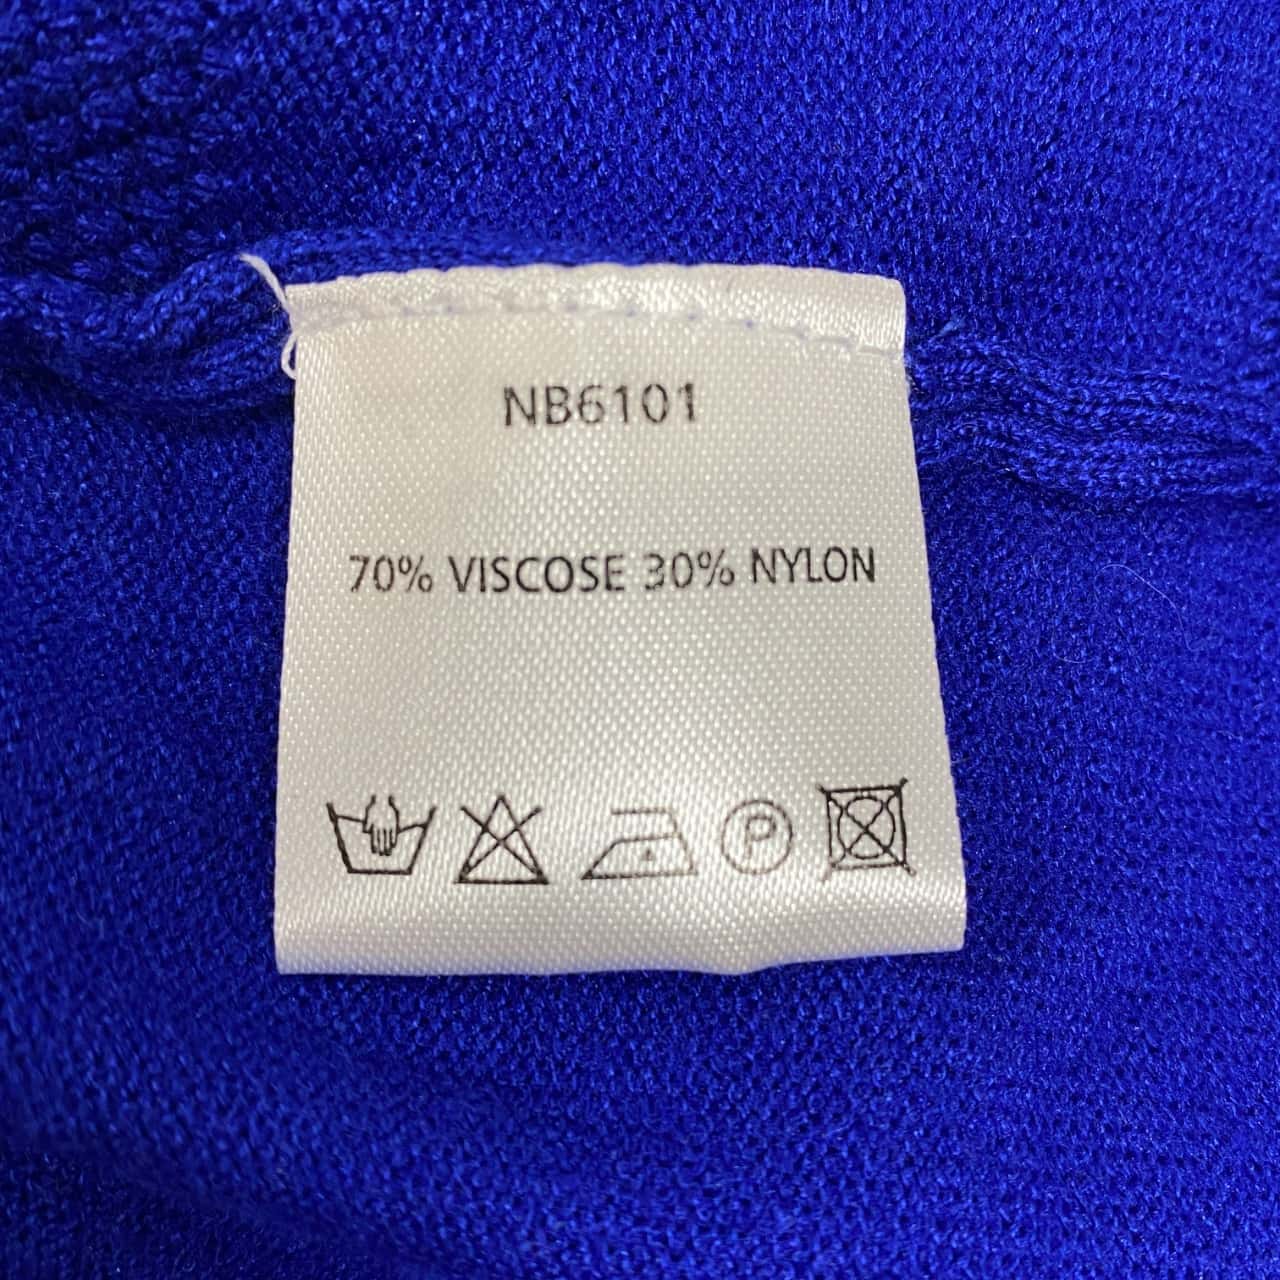 NB6101
70% VISCOSE 30% NYLON
P